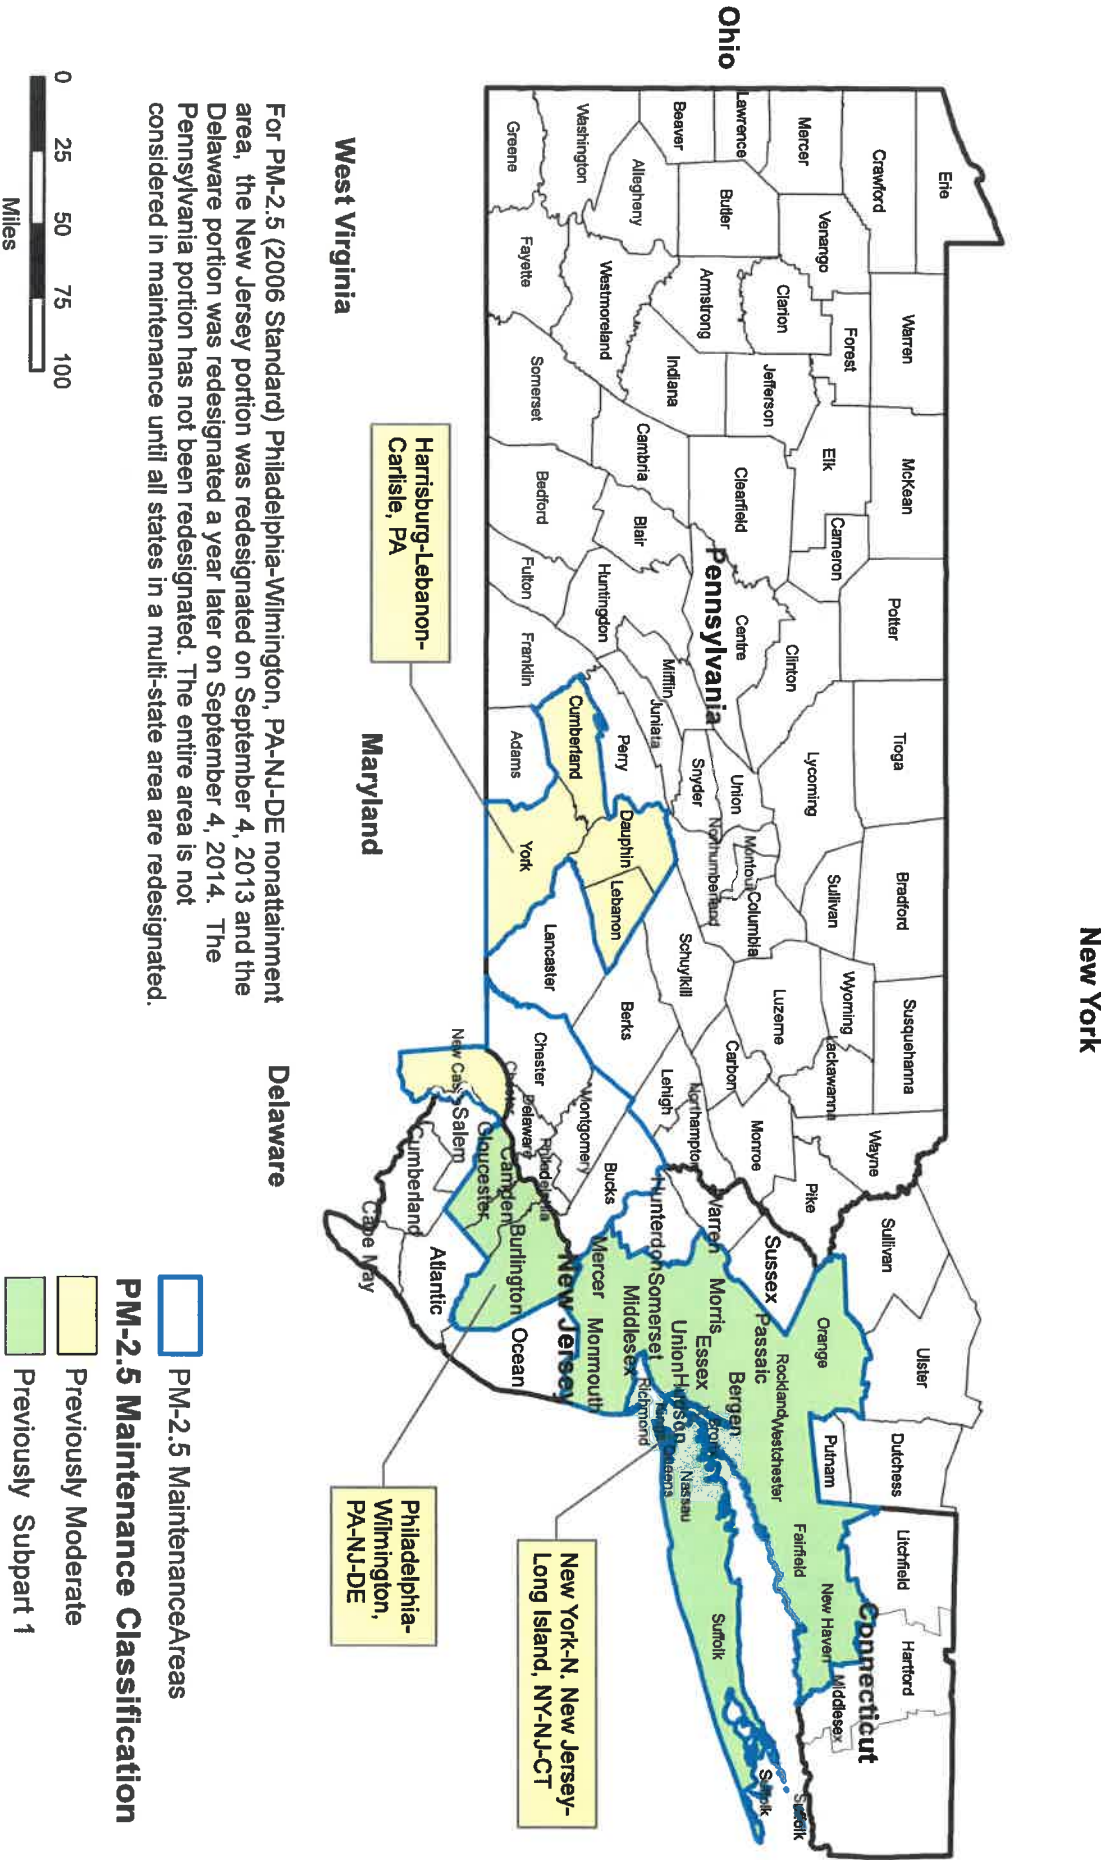 New York
Ohio
Pennsylvania
West Virginia
Maryland
Delaware
New Jersey
Connecticut
Erie
Crawford
Mercer
Lawrence
Beaver
Washington
Greene
Allegheny
Butler
Venango
Warren
Forest
Clarion
Armstrong
Westmoreland
Fayette
Indiana
Jefferson
Elk
McKean
Cameron
Clearfield
Cambria
Somerset
Bedford
Blair
Huntingdon
Fulton
Centre
Clinton
Potter
Tioga
Lycoming
Union
Snyder
Mifflin
Juniata
Perry
Franklin
Cumberland
Adams
York
Dauphin
Lebanon
Northumberland
Montour
Columbia
Sullivan
Bradford
Susquehanna
Wyoming
Lackawanna
Luzerne
Schuylkill
Lancaster
Berks
Carbon
Wayne
Pike
Monroe
Northampton
Lehigh
Montgomery
Bucks
Chester
Delaware
Philadelphia
Salem
Gloucester
Camden
Burlington
Cumberland
Cape May
Atlantic
Ocean
Mercer
Monmouth
Middlesex
Hunterdon
Somerset
Warren
Sussex
Morris
Passaic
Essex
Union
Hudson
Bergen
Sullivan
Ulster
Orange
Dutchess
Putnam
Rockland
Westchester
Bronx
Richmond
Queens
Nassau
Suffolk
Suffolk
Suffolk
Fairfield
New Haven
Litchfield
Hartford
Middlesex
Harrisburg-Lebanon-
Carlisle, PA
Philadelphia-
Wilmington,
PA-NJ-DE
New York-N. New Jersey-
Long Island, NY-NJ-CT
For PM-2.5 (2006 Standard) Philadelphia-Wilmington, PA-NJ-DE nonattainment
area, the New Jersey portion was redesignated on September 4, 2013 and the
Delaware portion was redesignated a year later on September 4, 2014. The
Pennsylvania portion has not been redesignated. The entire area is not
considered in maintenance until all states in a multi-state area are redesignated.
0 25 50 75 100
Miles
PM-2.5 MaintenanceAreas
PM-2.5 Maintenance Classification
Previously Moderate
Previously Subpart 1